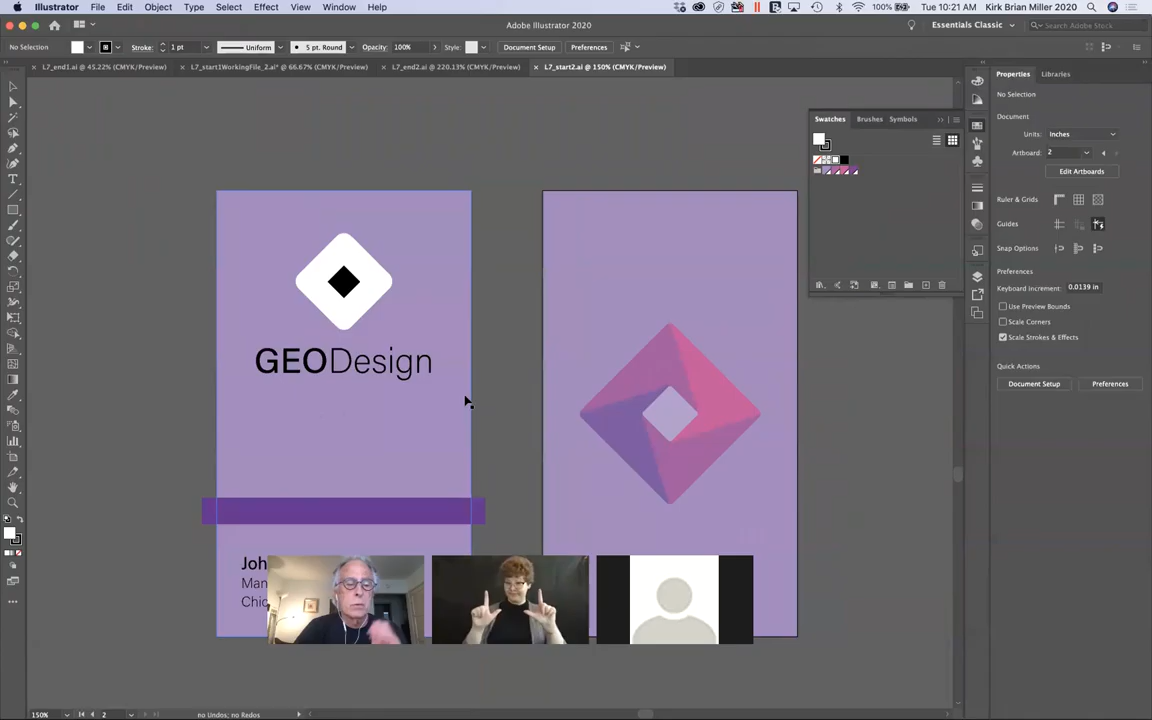 Illustrator File Edit Object Type Select Effect View Window Help 100% Tue 10:21 AM Kirk Brian Miller 2020
Adobe Illustrator 2020 Essentials Classic Search Adobe Stock
No Selection Stroke: 1 pt Uniform 5 pt. Round Opacity: 100% Style: Document Setup Preferences
L7_end1.ai @ 45.22% (CMYK/Preview) L7_start1WorkingFile_2.ai* @ 66.67% (CMYK/Preview) L7_end2.ai @ 220.13% (CMYK/Preview) L7_start2.ai @ 150% (CMYK/Preview)
Properties Libraries
No Selection
Document
Units: Inches
Artboard: 2
Edit Artboards
Ruler & Grids
Guides
Snap Options
Preferences
Keyboard Increment: 0.0139 in
Use Preview Bounds
Scale Corners
Scale Strokes & Effects
Quick Actions
Document Setup Preferences
Swatches Brushes Symbols
GEODesign
150% 2 no Undos; no Redos